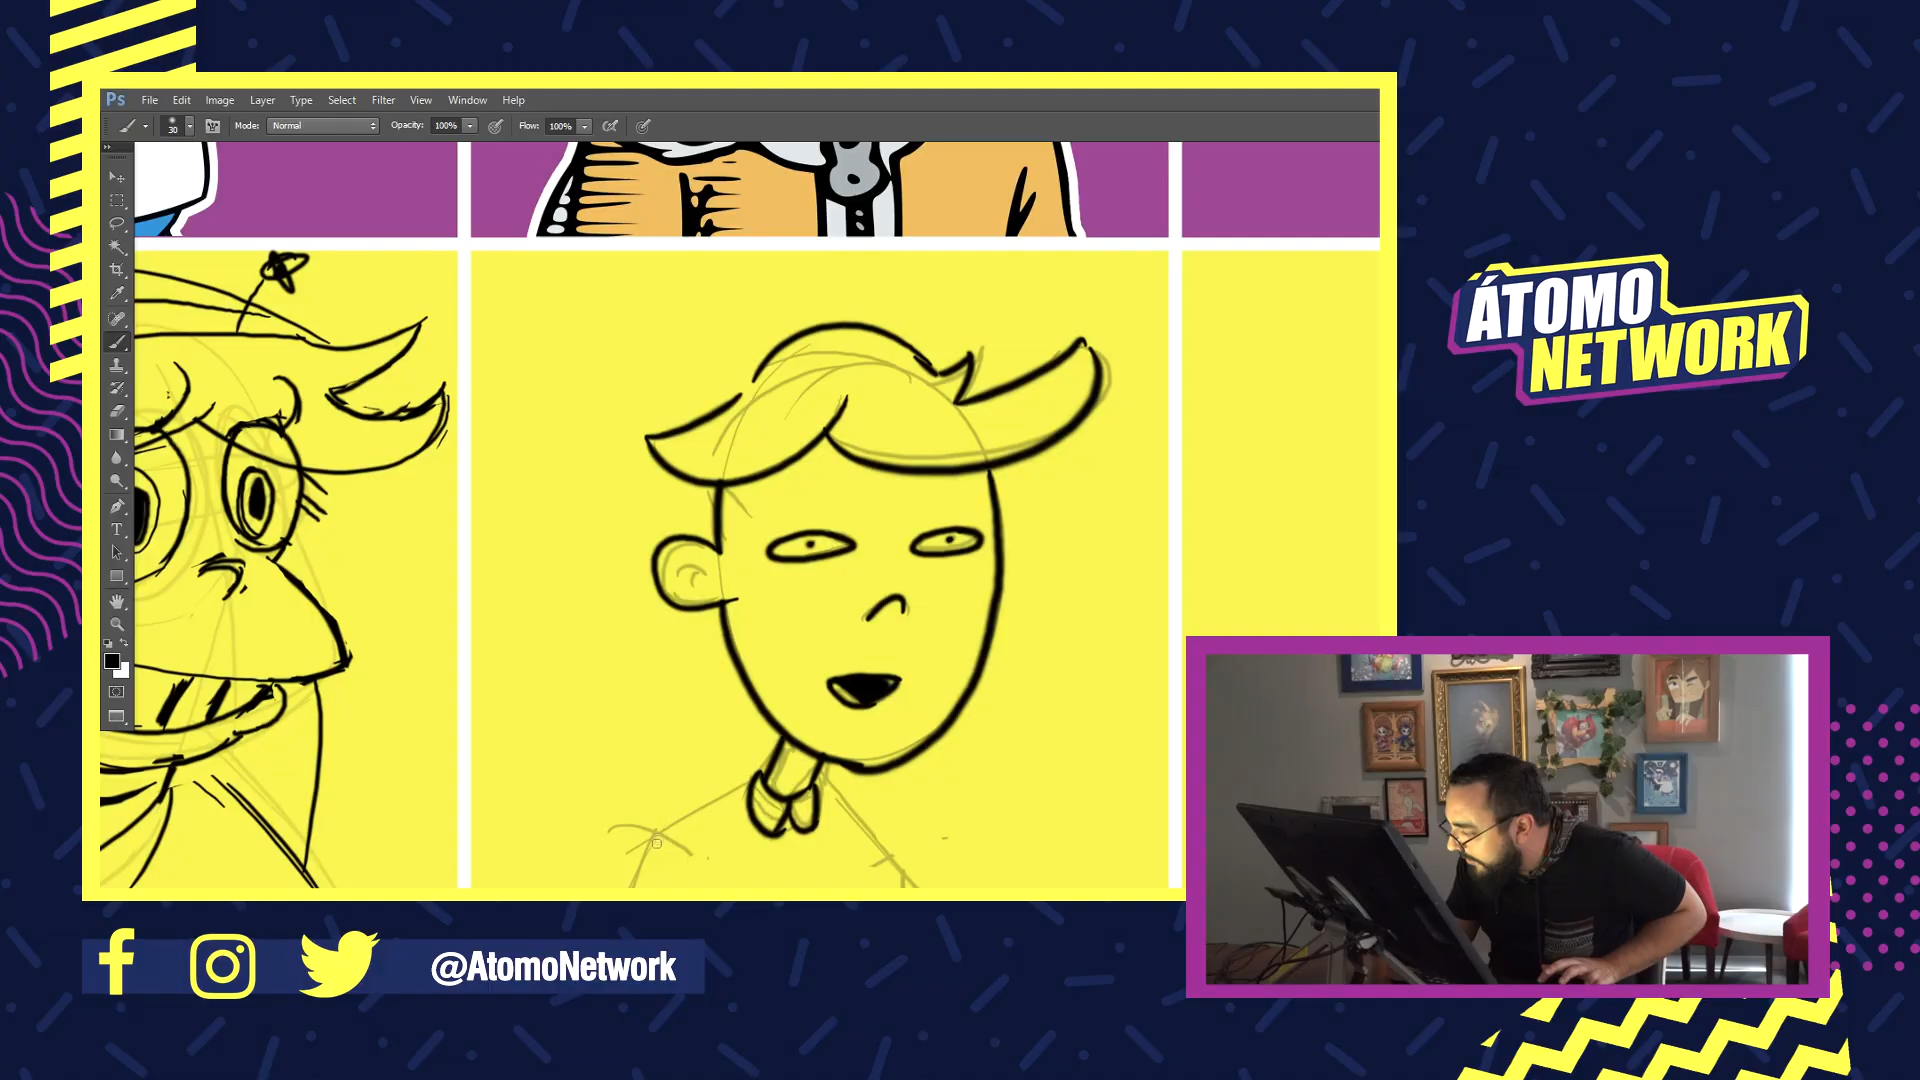 Ps File Edit Image Layer Type Select Filter View Window Help
30 Mode: Normal Opacity: 100% Flow: 100%
T
ÁTOMO
NETWORK
@AtomoNetwork